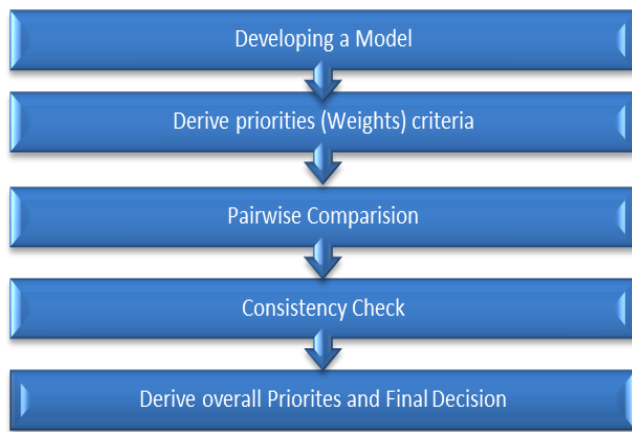 Developing a Model
Derive priorities (Weights) criteria
Pairwise Comparision
Consistency Check
Derive overall Priorites and Final Decision